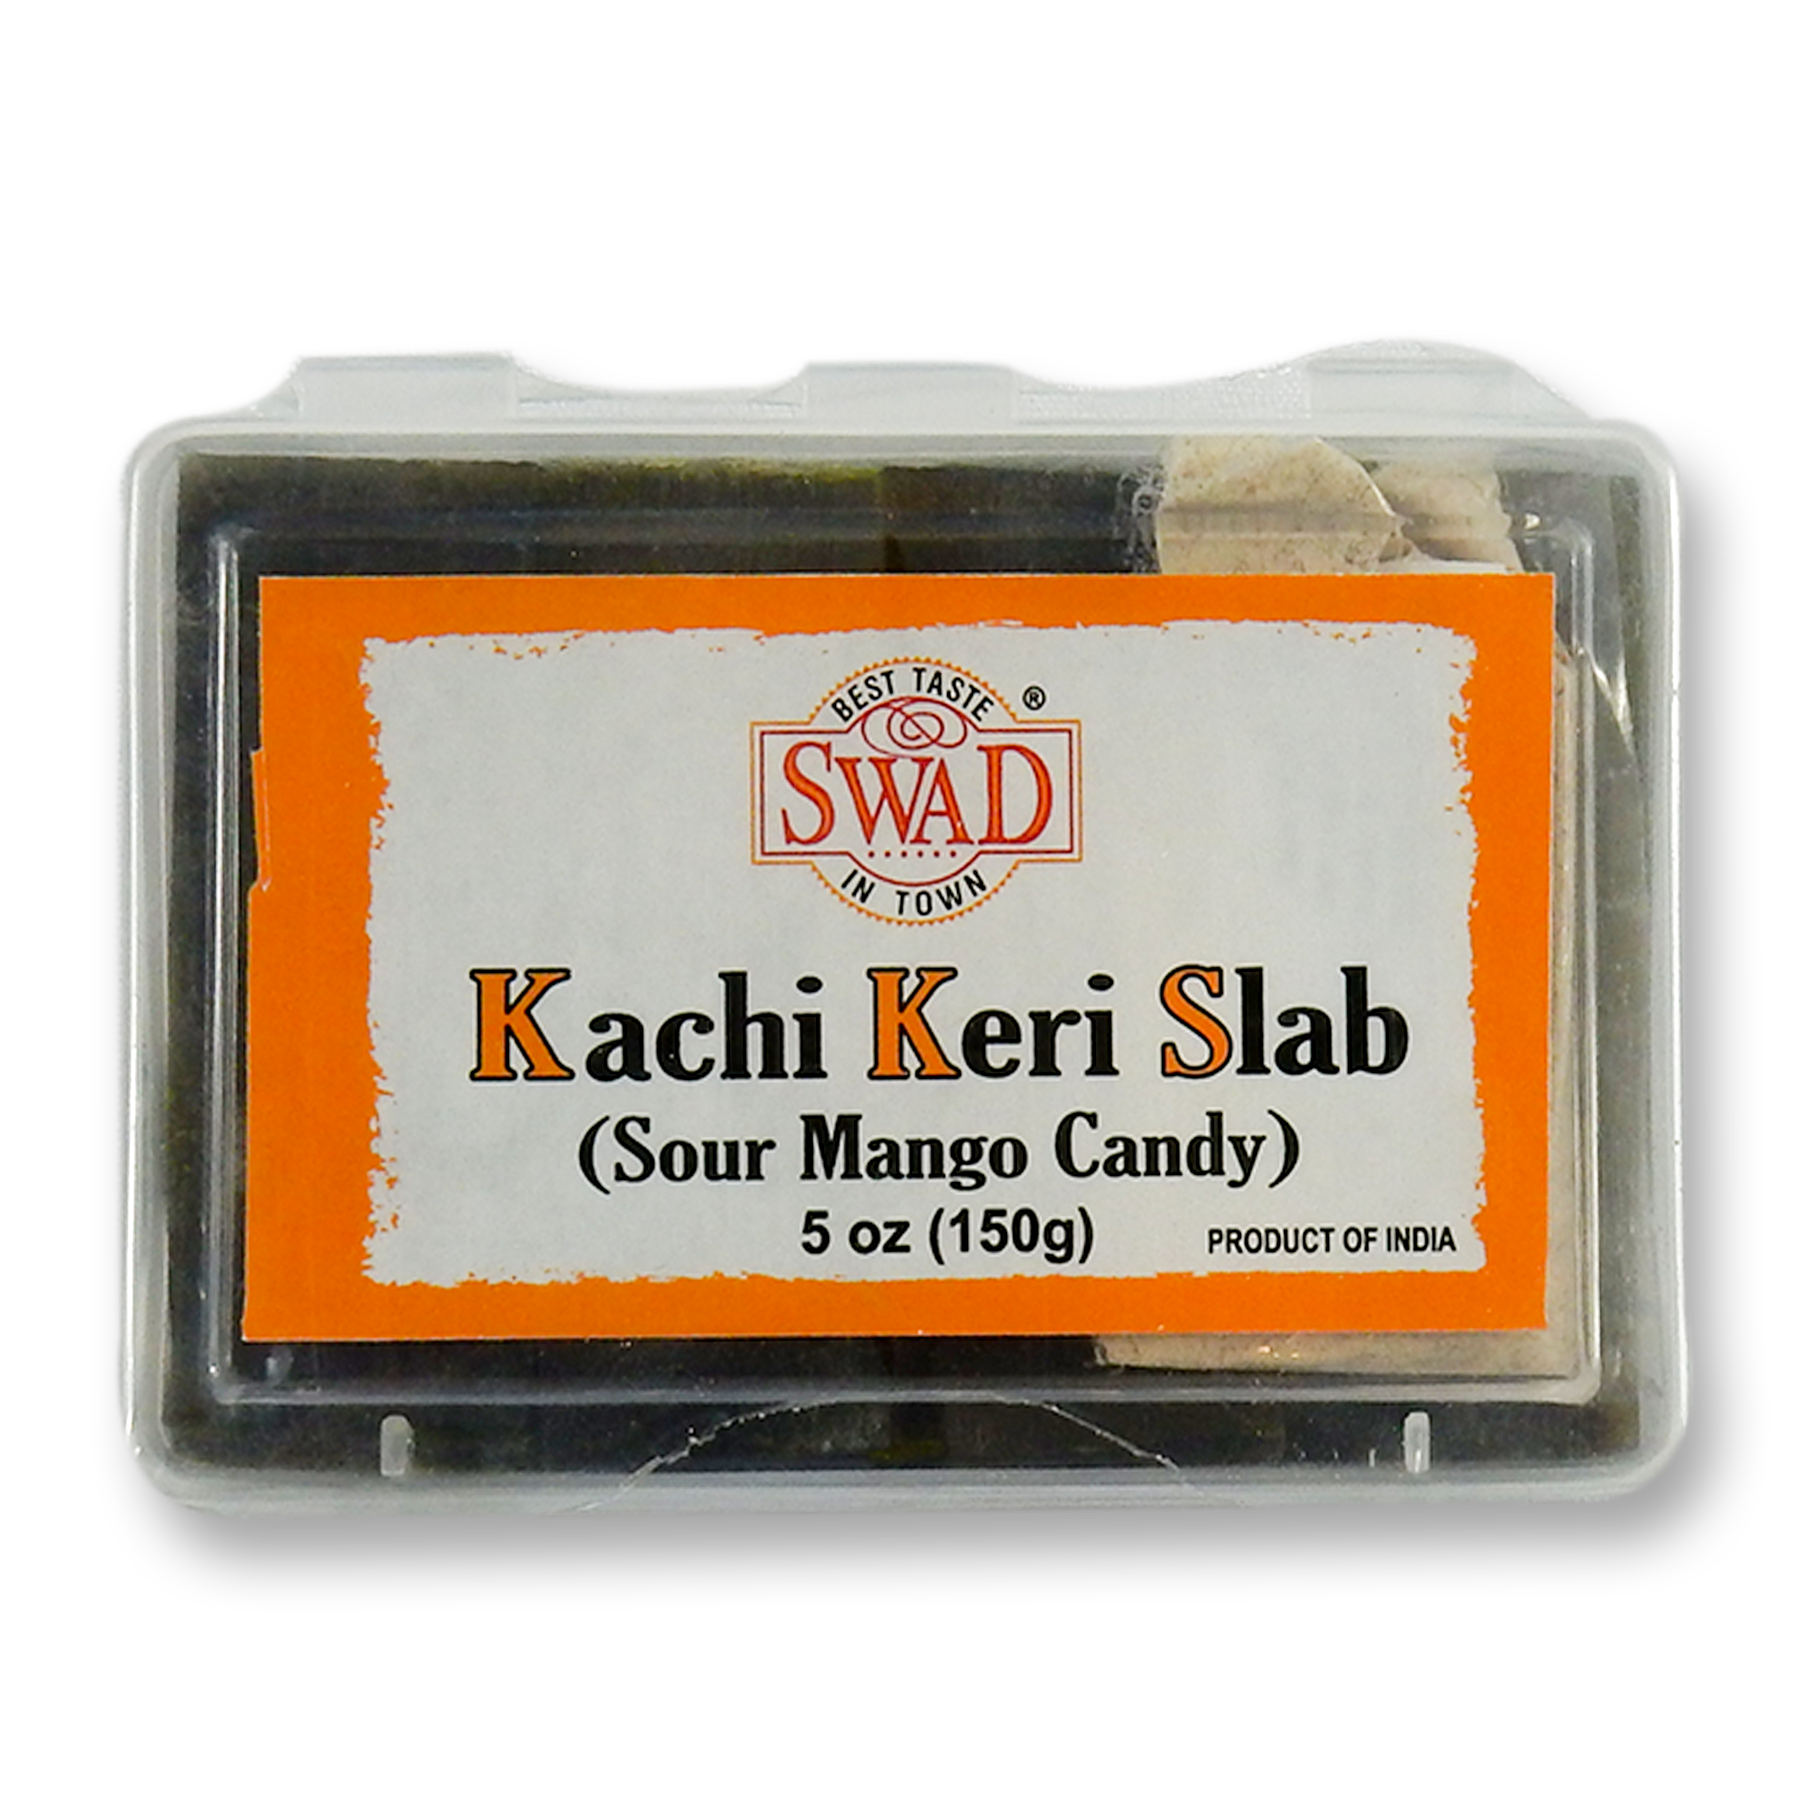 BEST TASTE ®
SWAD
IN TOWN
Kachi Keri Slab
(Sour Mango Candy)
5 oz (150g)
PRODUCT OF INDIA